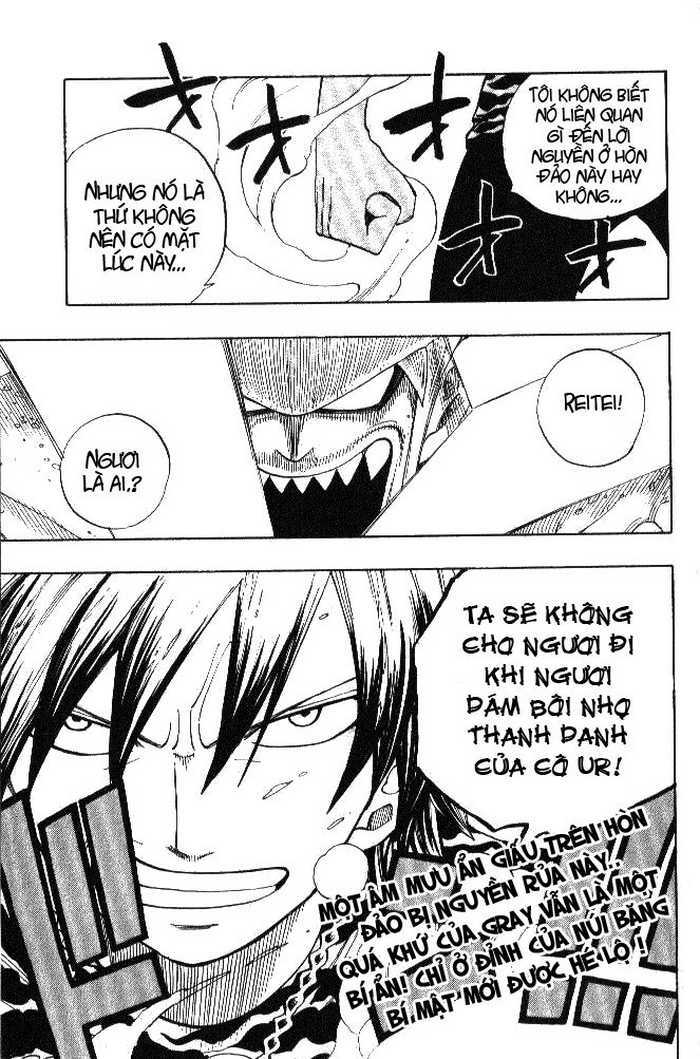 TÔI KHÔNG BIẾT
NÓ LIÊN QUAN
GÌ ĐẾN LỜI
NGUYỀN Ở HÒN
ĐẢO NÀY HAY
KHÔNG...
NHƯNG NÓ LÀ
THỨ KHÔNG
NÊN CÓ MẶT
LÚC NÀY...
REITEI!
NGƯƠI
LÀ AI.?
TA SẼ KHÔNG
CHO NGƯƠI ĐI
KHI NGƯƠI
DÁM BÔI NHỌ
THANH DANH
CỦA CÔ UR!
MỘT ÂM MƯU ẨN GIẤU TRÊN HÒN
ĐẢO BỊ NGUYỀN RỦA NÀY..
QUÁ KHỨ CỦA GRAY VẪN LÀ MỘT
BÍ ẨN! CHỈ Ở ĐỈNH CỦA NÚI BĂNG
BÍ MẬT MỚI ĐƯỢC HÉ LỘ !